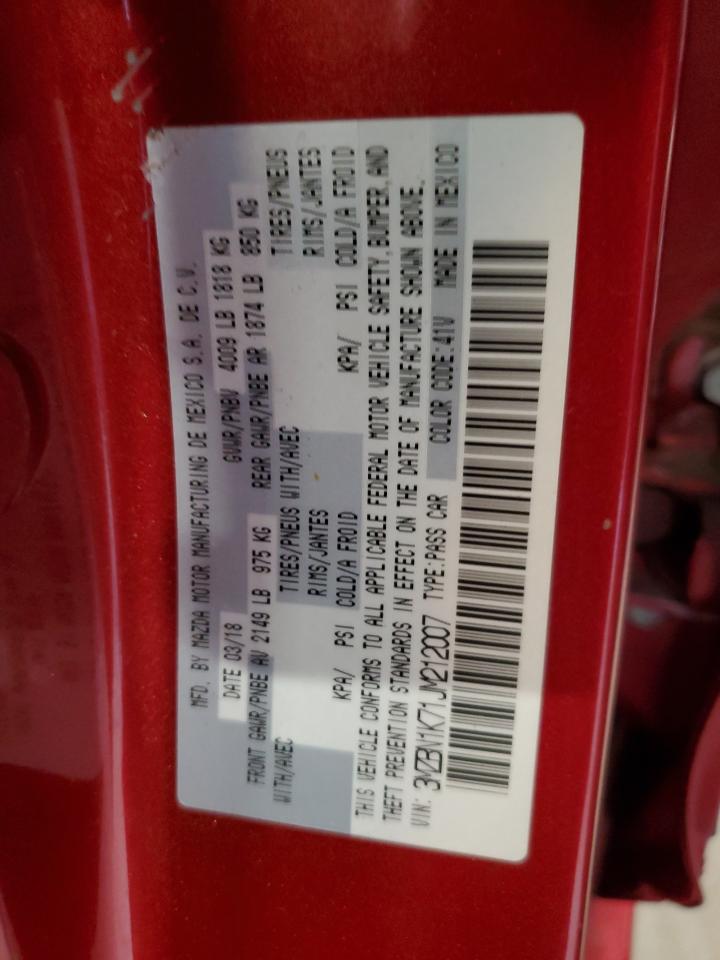 MFD. BY MAZDA MOTOR MANUFACTURING DE MEXICO S.A. DE C.V.
DATE 03/18 GVWR/PNBV 4009 LB 1818 KG
FRONT GAWR/PNBE AV 2149 LB 975 KG REAR GAWR/PNBE AR 1874 LB 850 KG
WITH/AVEC TIRES/PNEUS WITH/AVEC TIRES/PNEUS
RIMS/JANTES RIMS/JANTES
KPA/ PSI COLD/A FROID KPA/ PSI COLD/A FROID
THIS VEHICLE CONFORMS TO ALL APPLICABLE FEDERAL MOTOR VEHICLE SAFETY, BUMPER, AND
THEFT PREVENTION STANDARDS IN EFFECT ON THE DATE OF MANUFACTURE SHOWN ABOVE.
VIN: 3MZBN1K71JM212007 TYPE:PASS CAR COLOR CODE:41V MADE IN MEXICO